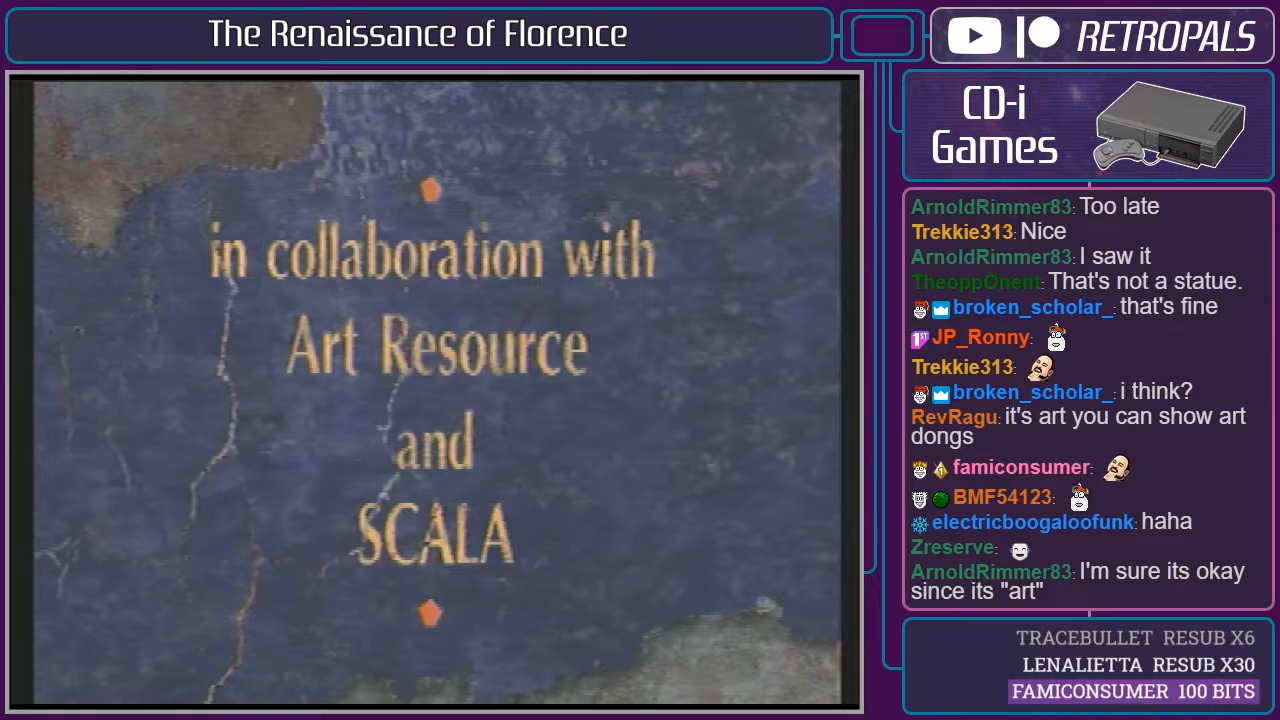 The Renaissance of Florence
RETROPALS
in collaboration with
Art Resource
and
SCALA
CD-i
Games
ArnoldRimmer83: Too late
Trekkie313: Nice
ArnoldRimmer83: I saw it
TheoppOnent: That's not a statue.
broken_scholar_: that's fine
1ST JP_Ronny:
Trekkie313:
broken_scholar_: i think?
RevRagu: it's art you can show art
dongs
famiconsumer:
BMF54123:
electricboogaloofunk: haha
Zreserve:
ArnoldRimmer83: I'm sure its okay
since its "art"
TRACEBULLET RESUB X6
LENALIETTA RESUB X30
FAMICONSUMER 100 BITS